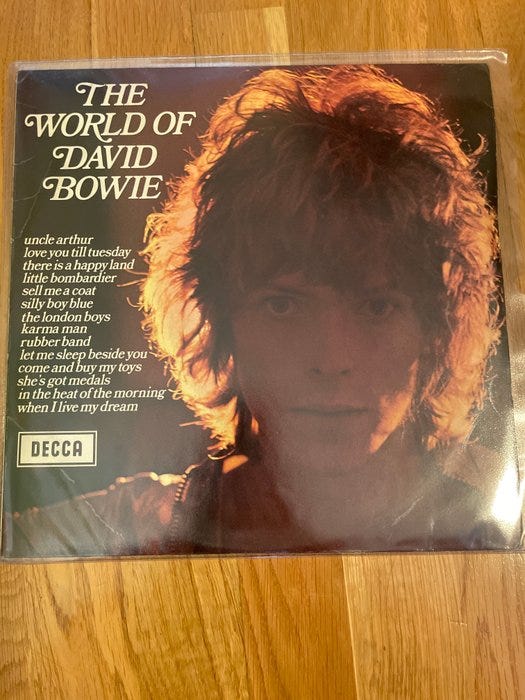 THE
WORLD OF
DAVID
BOWIE
uncle arthur
love you till tuesday
there is a happy land
little bombardier
sell me a coat
silly boy blue
the london boys
karma man
rubber band
let me sleep beside you
come and buy my toys
she's got medals
in the heat of the morning
when I live my dream
DECCA